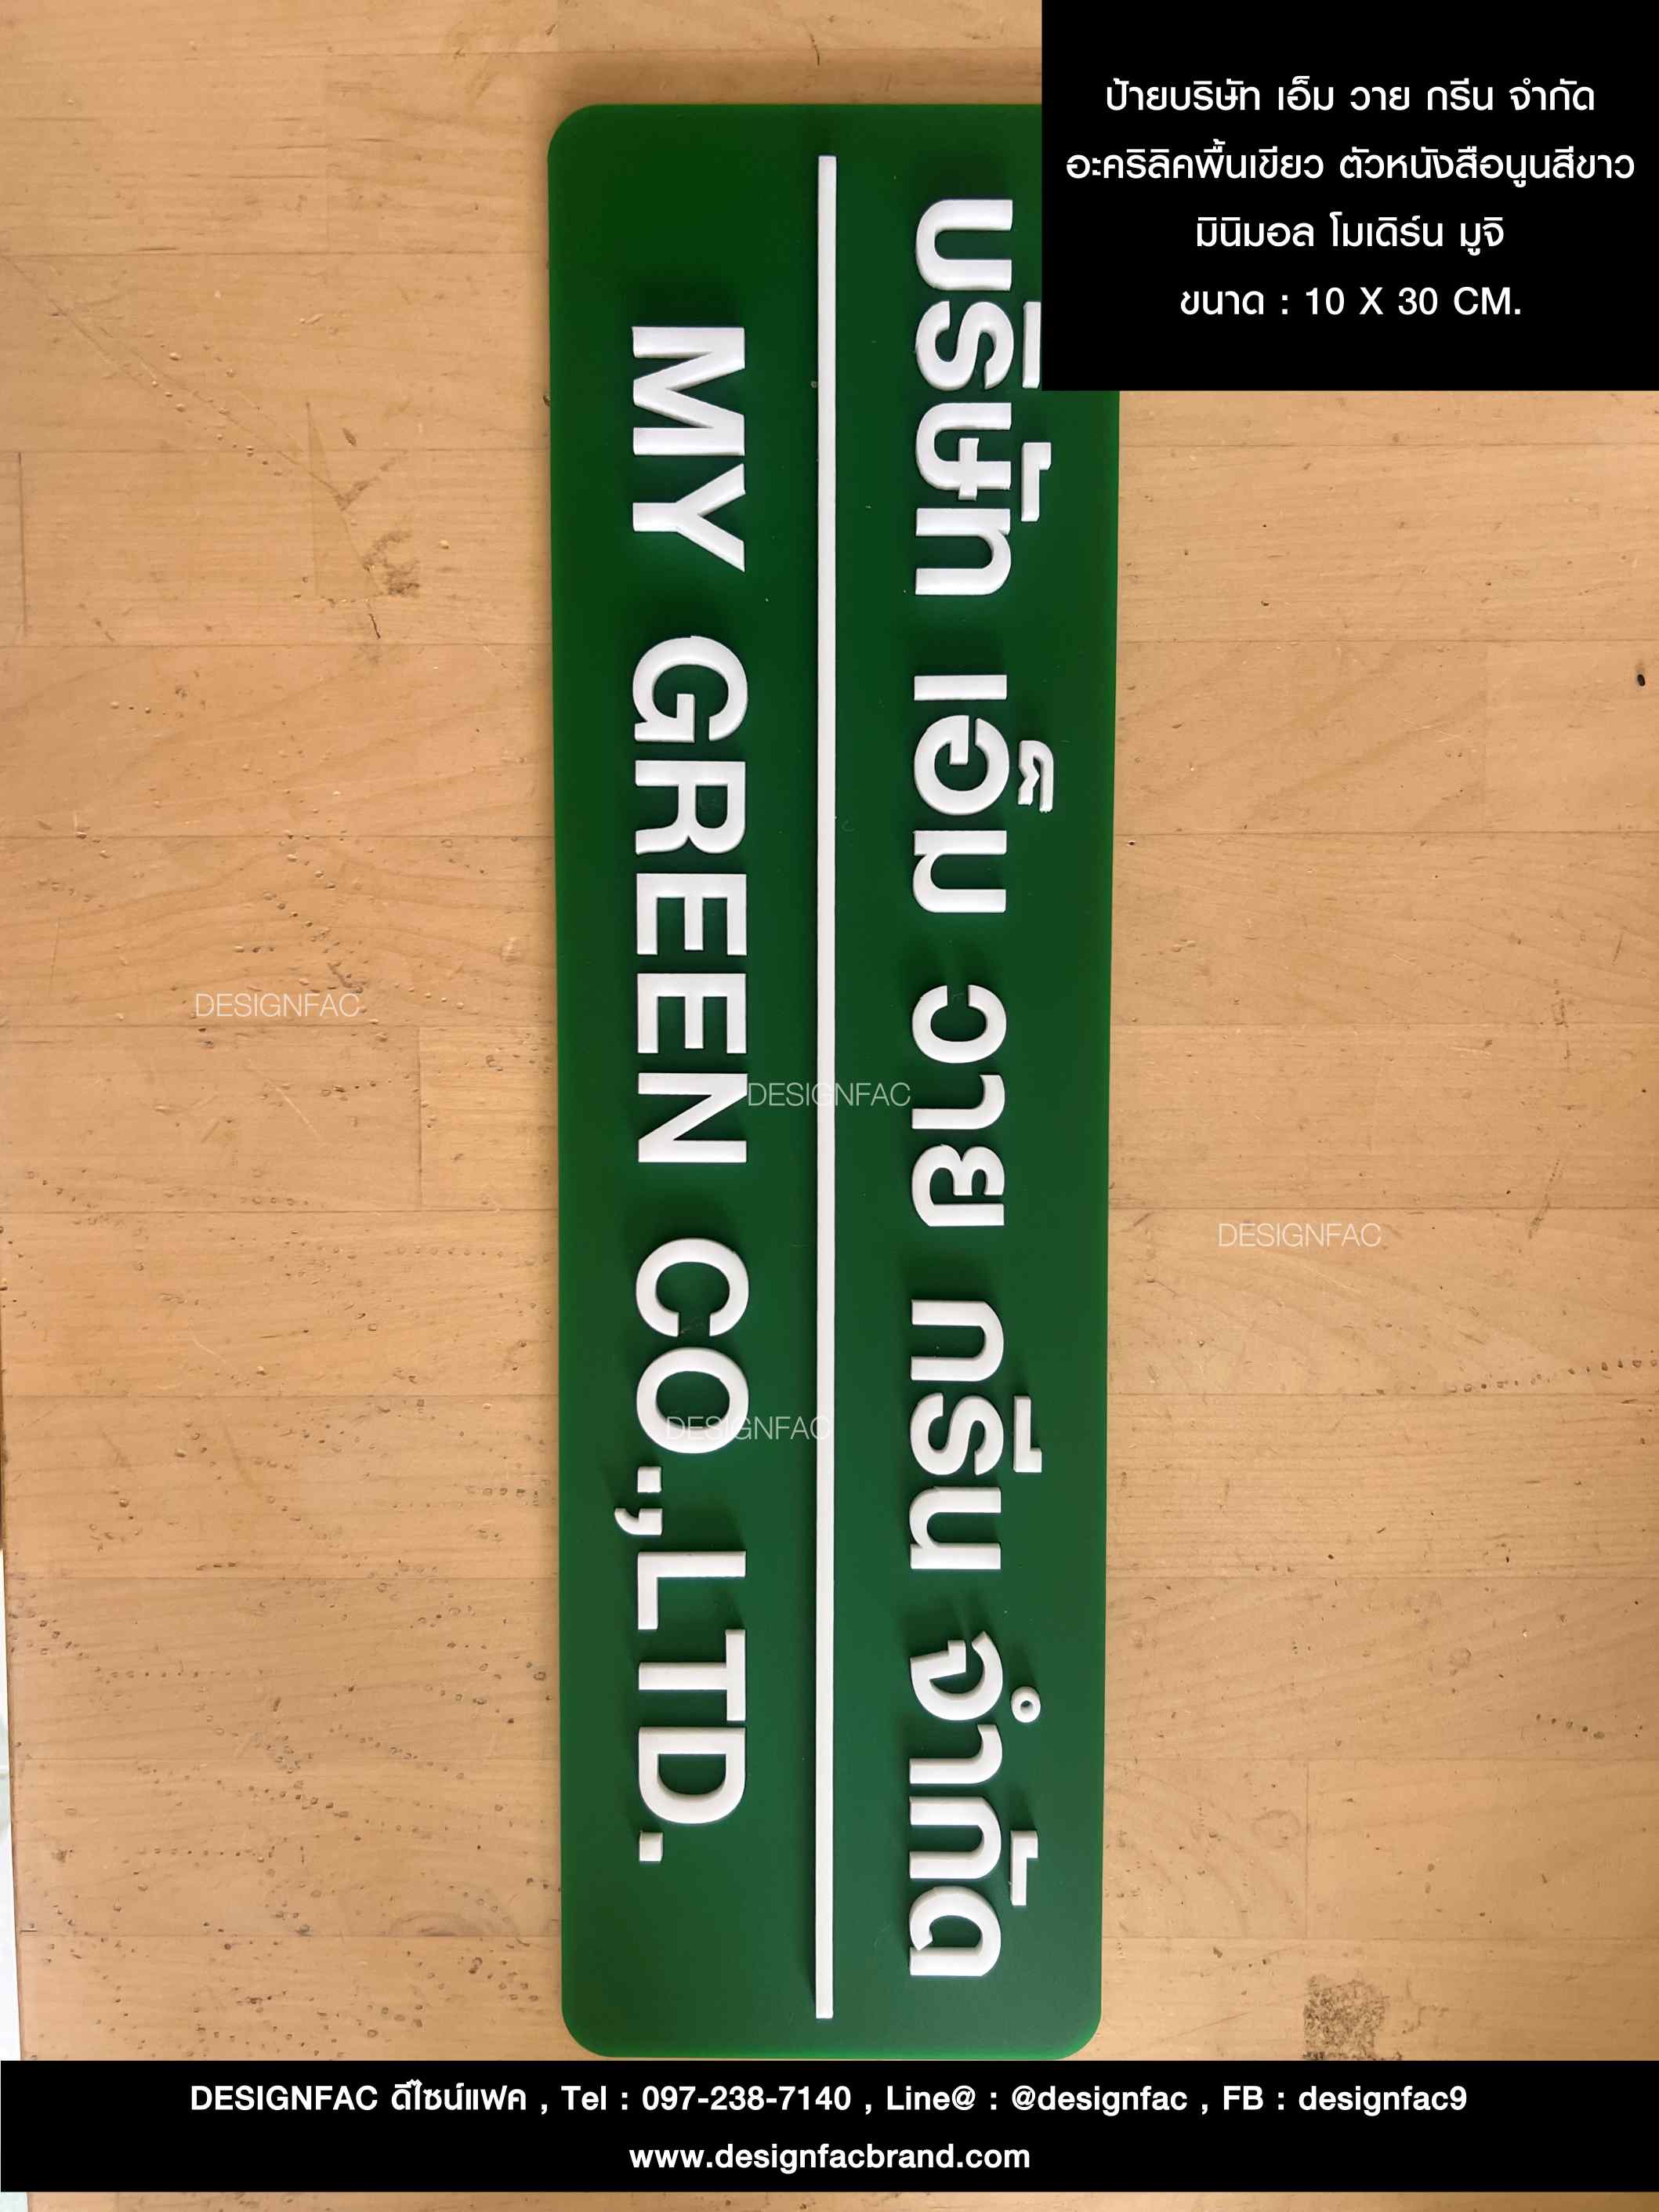 ป้ายบริษัท เอ็ม วาย กรีน จำกัด
อะคริลิคพื้นเขียว ตัวหนังสือนูนสีขาว
มินิมอล โมเดิร์น มูจิ
ขนาด : 10 X 30 CM.
บริษัท เอ็ม วาย กรีน จำกัด
MY GREEN CO.,LTD.
DESIGNFAC
DESIGNFAC
DESIGNFAC
DESIGNFAC
DESIGNFAC ดีไซน์แฟค , Tel : 097-238-7140 , Line@ : @designfac , FB : designfac9
www.designfacbrand.com